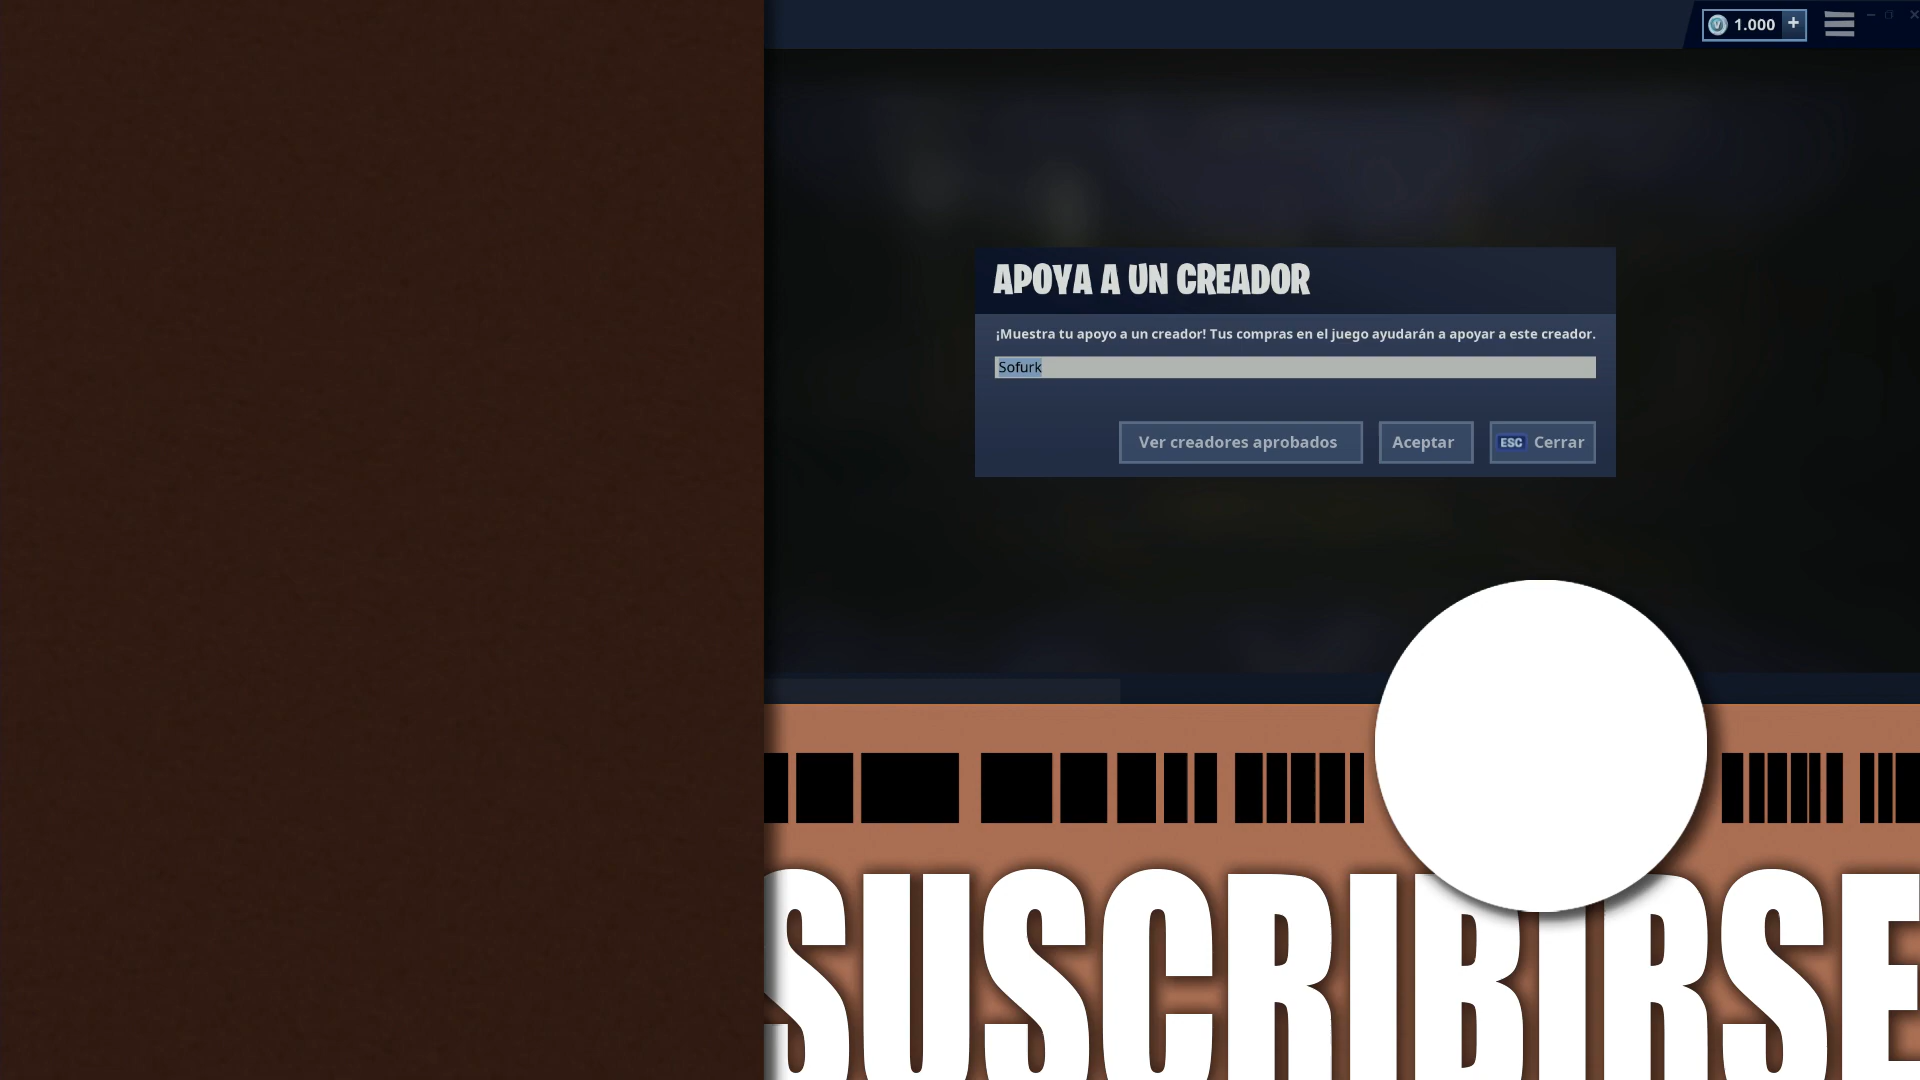 1.000 +
APOYA A UN CREADOR
¡Muestra tu apoyo a un creador! Tus compras en el juego ayudarán a apoyar a este creador.
Sofurk
Ver creadores aprobados
Aceptar
ESC Cerrar
SUSCRIBIRSE